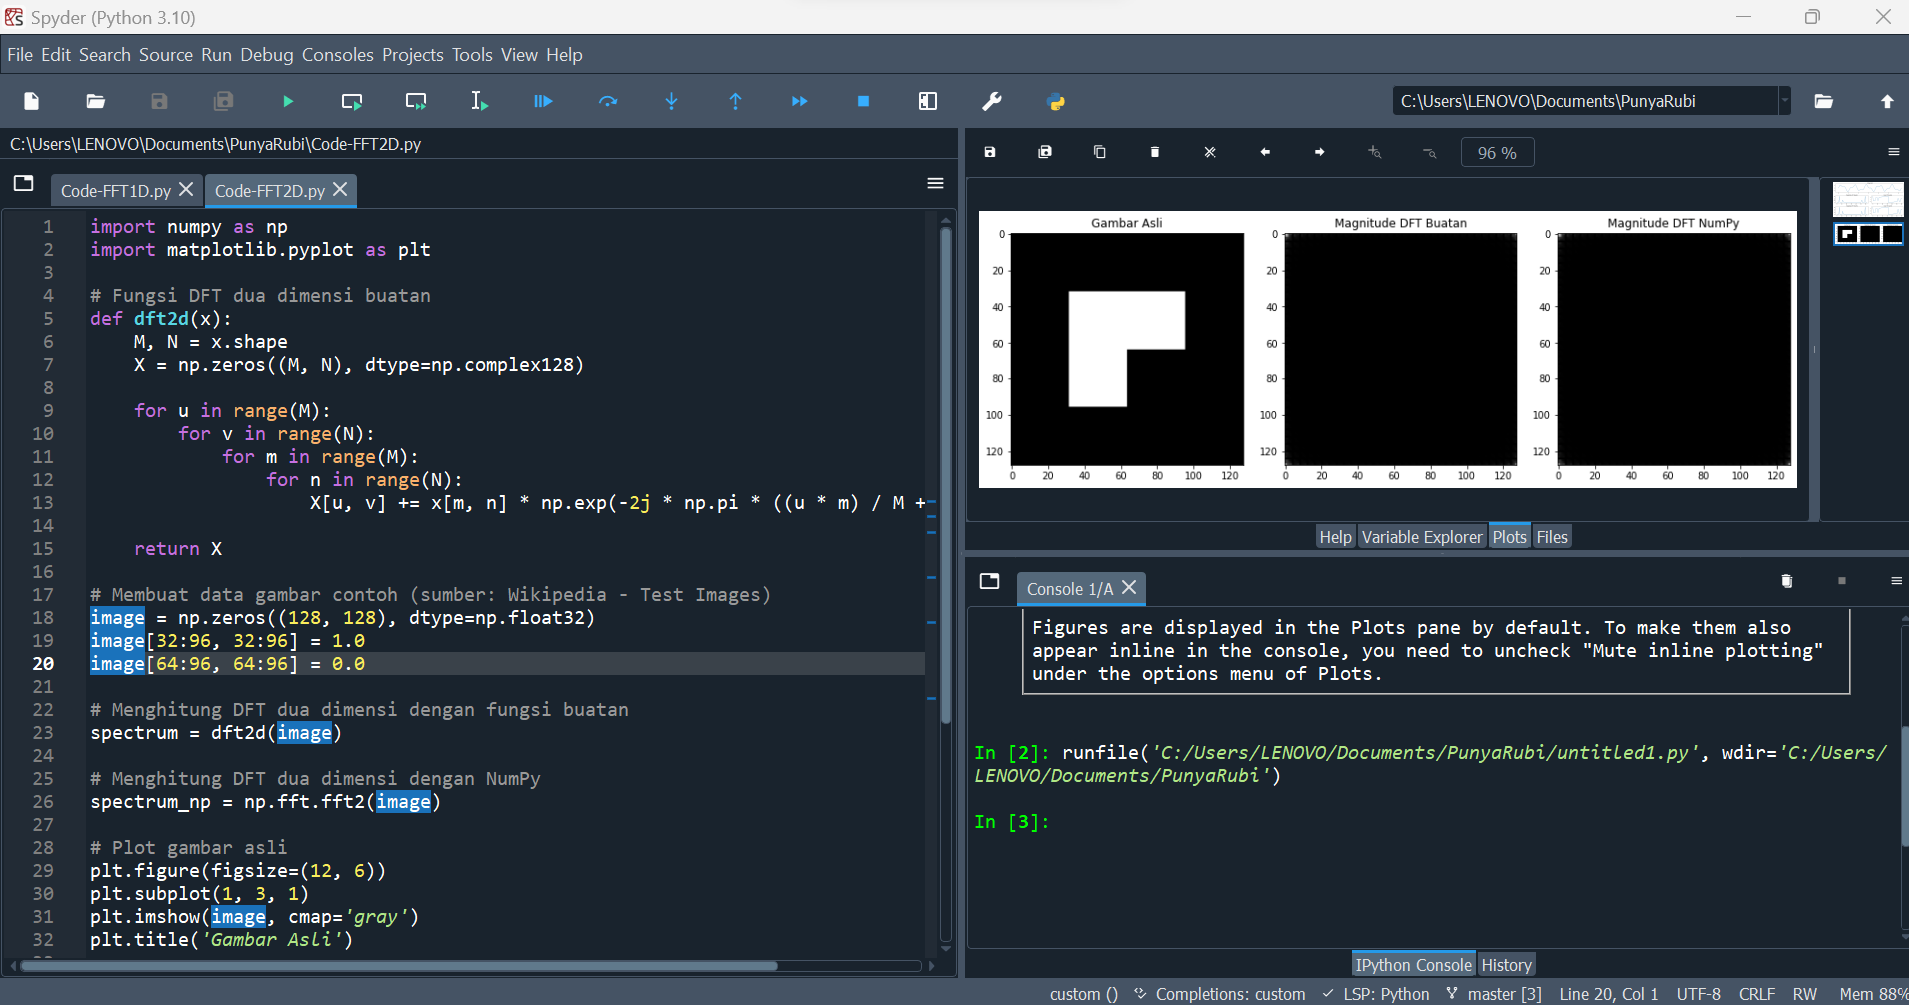 Spyder (Python 3.10)
File Edit Search Source Run Debug Consoles Projects Tools View Help
C:\Users\LENOVO\Documents\PunyaRubi
C:\Users\LENOVO\Documents\PunyaRubi\Code-FFT2D.py
Code-FFT1D.py
Code-FFT2D.py
1 import numpy as np
2 import matplotlib.pyplot as plt
3
4 # Fungsi DFT dua dimensi buatan
5 def dft2d(x):
6 M, N = x.shape
7 X = np.zeros((M, N), dtype=np.complex128)
8
9 for u in range(M):
10 for v in range(N):
11 for m in range(M):
12 for n in range(N):
13 X[u, v] += x[m, n] * np.exp(-2j * np.pi * ((u * m) / M +
14
15 return X
16
17 # Membuat data gambar contoh (sumber: Wikipedia - Test Images)
18 image = np.zeros((128, 128), dtype=np.float32)
19 image[32:96, 32:96] = 1.0
20 image[64:96, 64:96] = 0.0
21
22 # Menghitung DFT dua dimensi dengan fungsi buatan
23 spectrum = dft2d(image)
24
25 # Menghitung DFT dua dimensi dengan NumPy
26 spectrum_np = np.fft.fft2(image)
27
28 # Plot gambar asli
29 plt.figure(figsize=(12, 6))
30 plt.subplot(1, 3, 1)
31 plt.imshow(image, cmap='gray')
32 plt.title('Gambar Asli')
96 %
Gambar Asli
0
20
40
60
80
100
120
0 20 40 60 80 100 120
Magnitude DFT Buatan
0
20
40
60
80
100
120
0 20 40 60 80 100 120
Magnitude DFT NumPy
0
20
40
60
80
100
120
0 20 40 60 80 100 120
Help Variable Explorer Plots Files
Console 1/A
Figures are displayed in the Plots pane by default. To make them also
appear inline in the console, you need to uncheck "Mute inline plotting"
under the options menu of Plots.
In [2]: runfile('C:/Users/LENOVO/Documents/PunyaRubi/untitled1.py', wdir='C:/Users/
LENOVO/Documents/PunyaRubi')
In [3]:
IPython Console History
custom () Completions: custom LSP: Python master [3] Line 20, Col 1 UTF-8 CRLF RW Mem 88%